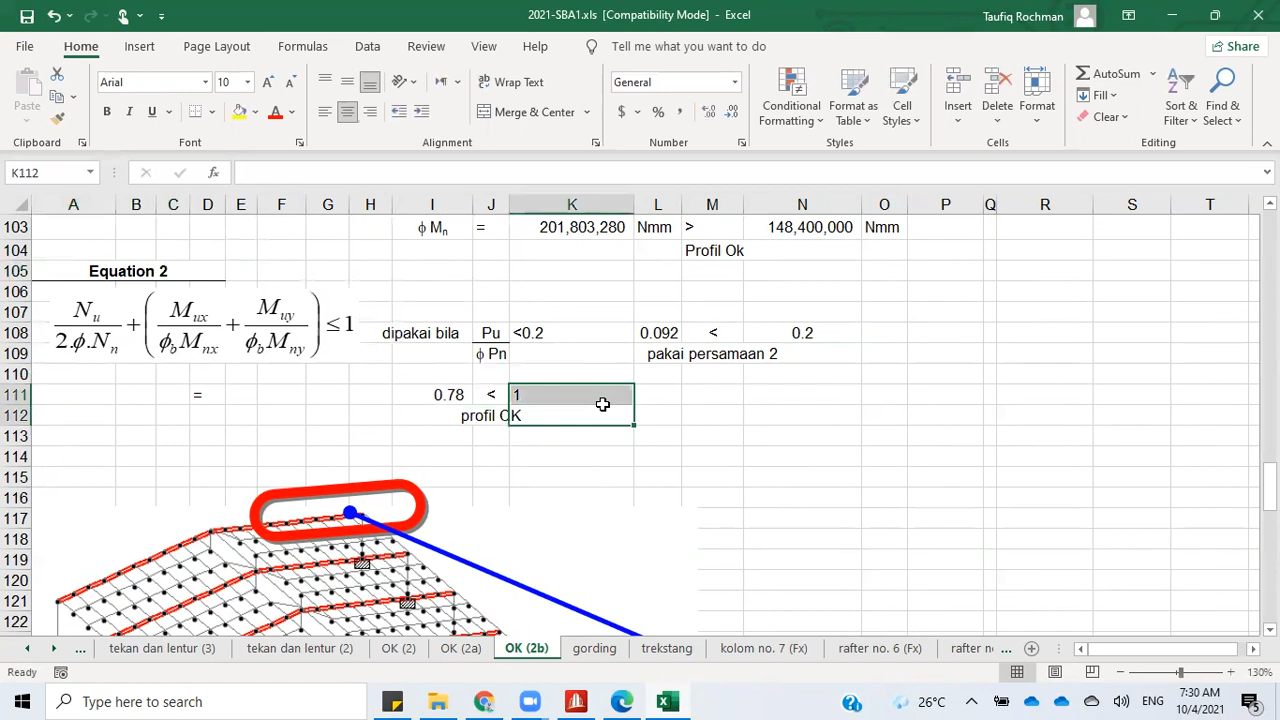 2021-SBA1.xls [Compatibility Mode] - Excel
Taufiq Rochman
File Home Insert Page Layout Formulas Data Review View Help Tell me what you want to do Share
Paste
Arial 10
B I U
Wrap Text
Merge & Center
General
$ % ,
Conditional Formatting
Format as Table
Cell Styles
Insert
Delete
Format
AutoSum
Fill
Clear
Sort & Filter
Find & Select
Clipboard Font Alignment Number Styles Cells Editing
K112 fx
A B C D E F G H I J K L M N O P Q R S T
103 ϕ Mn = 201,803,280 Nmm > 148,400,000 Nmm
104 Profil Ok
105 Equation 2
106
107
Nu / 2.ϕ.Nn + ( Mux / ϕb Mnx + Muy / ϕb Mny ) ≤ 1
108 dipakai bila Pu <0.2 0.092 < 0.2
109 ϕ Pn pakai persamaan 2
110
111 = 0.78 < 1
112 profil OK
113
114
115
116
117
118
119
120
121
122
... tekan dan lentur (3) tekan dan lentur (2) OK (2) OK (2a) OK (2b) gording trekstang kolom no. 7 (Fx) rafter no. 6 (Fx) rafter n ...
Ready 130%
Type here to search
26°C
ENG
7:30 AM
10/4/2021
5